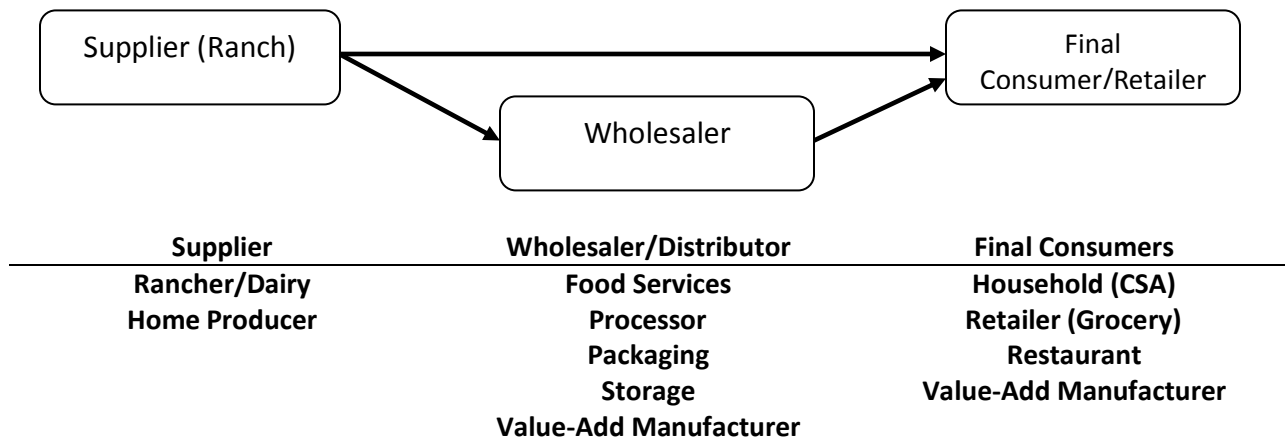 Supplier (Ranch)
Final
Consumer/Retailer
Wholesaler
Supplier Wholesaler/Distributor Final Consumers
Rancher/Dairy Food Services Household (CSA)
Home Producer Processor Retailer (Grocery)
Packaging Restaurant
Storage Value-Add Manufacturer
Value-Add Manufacturer